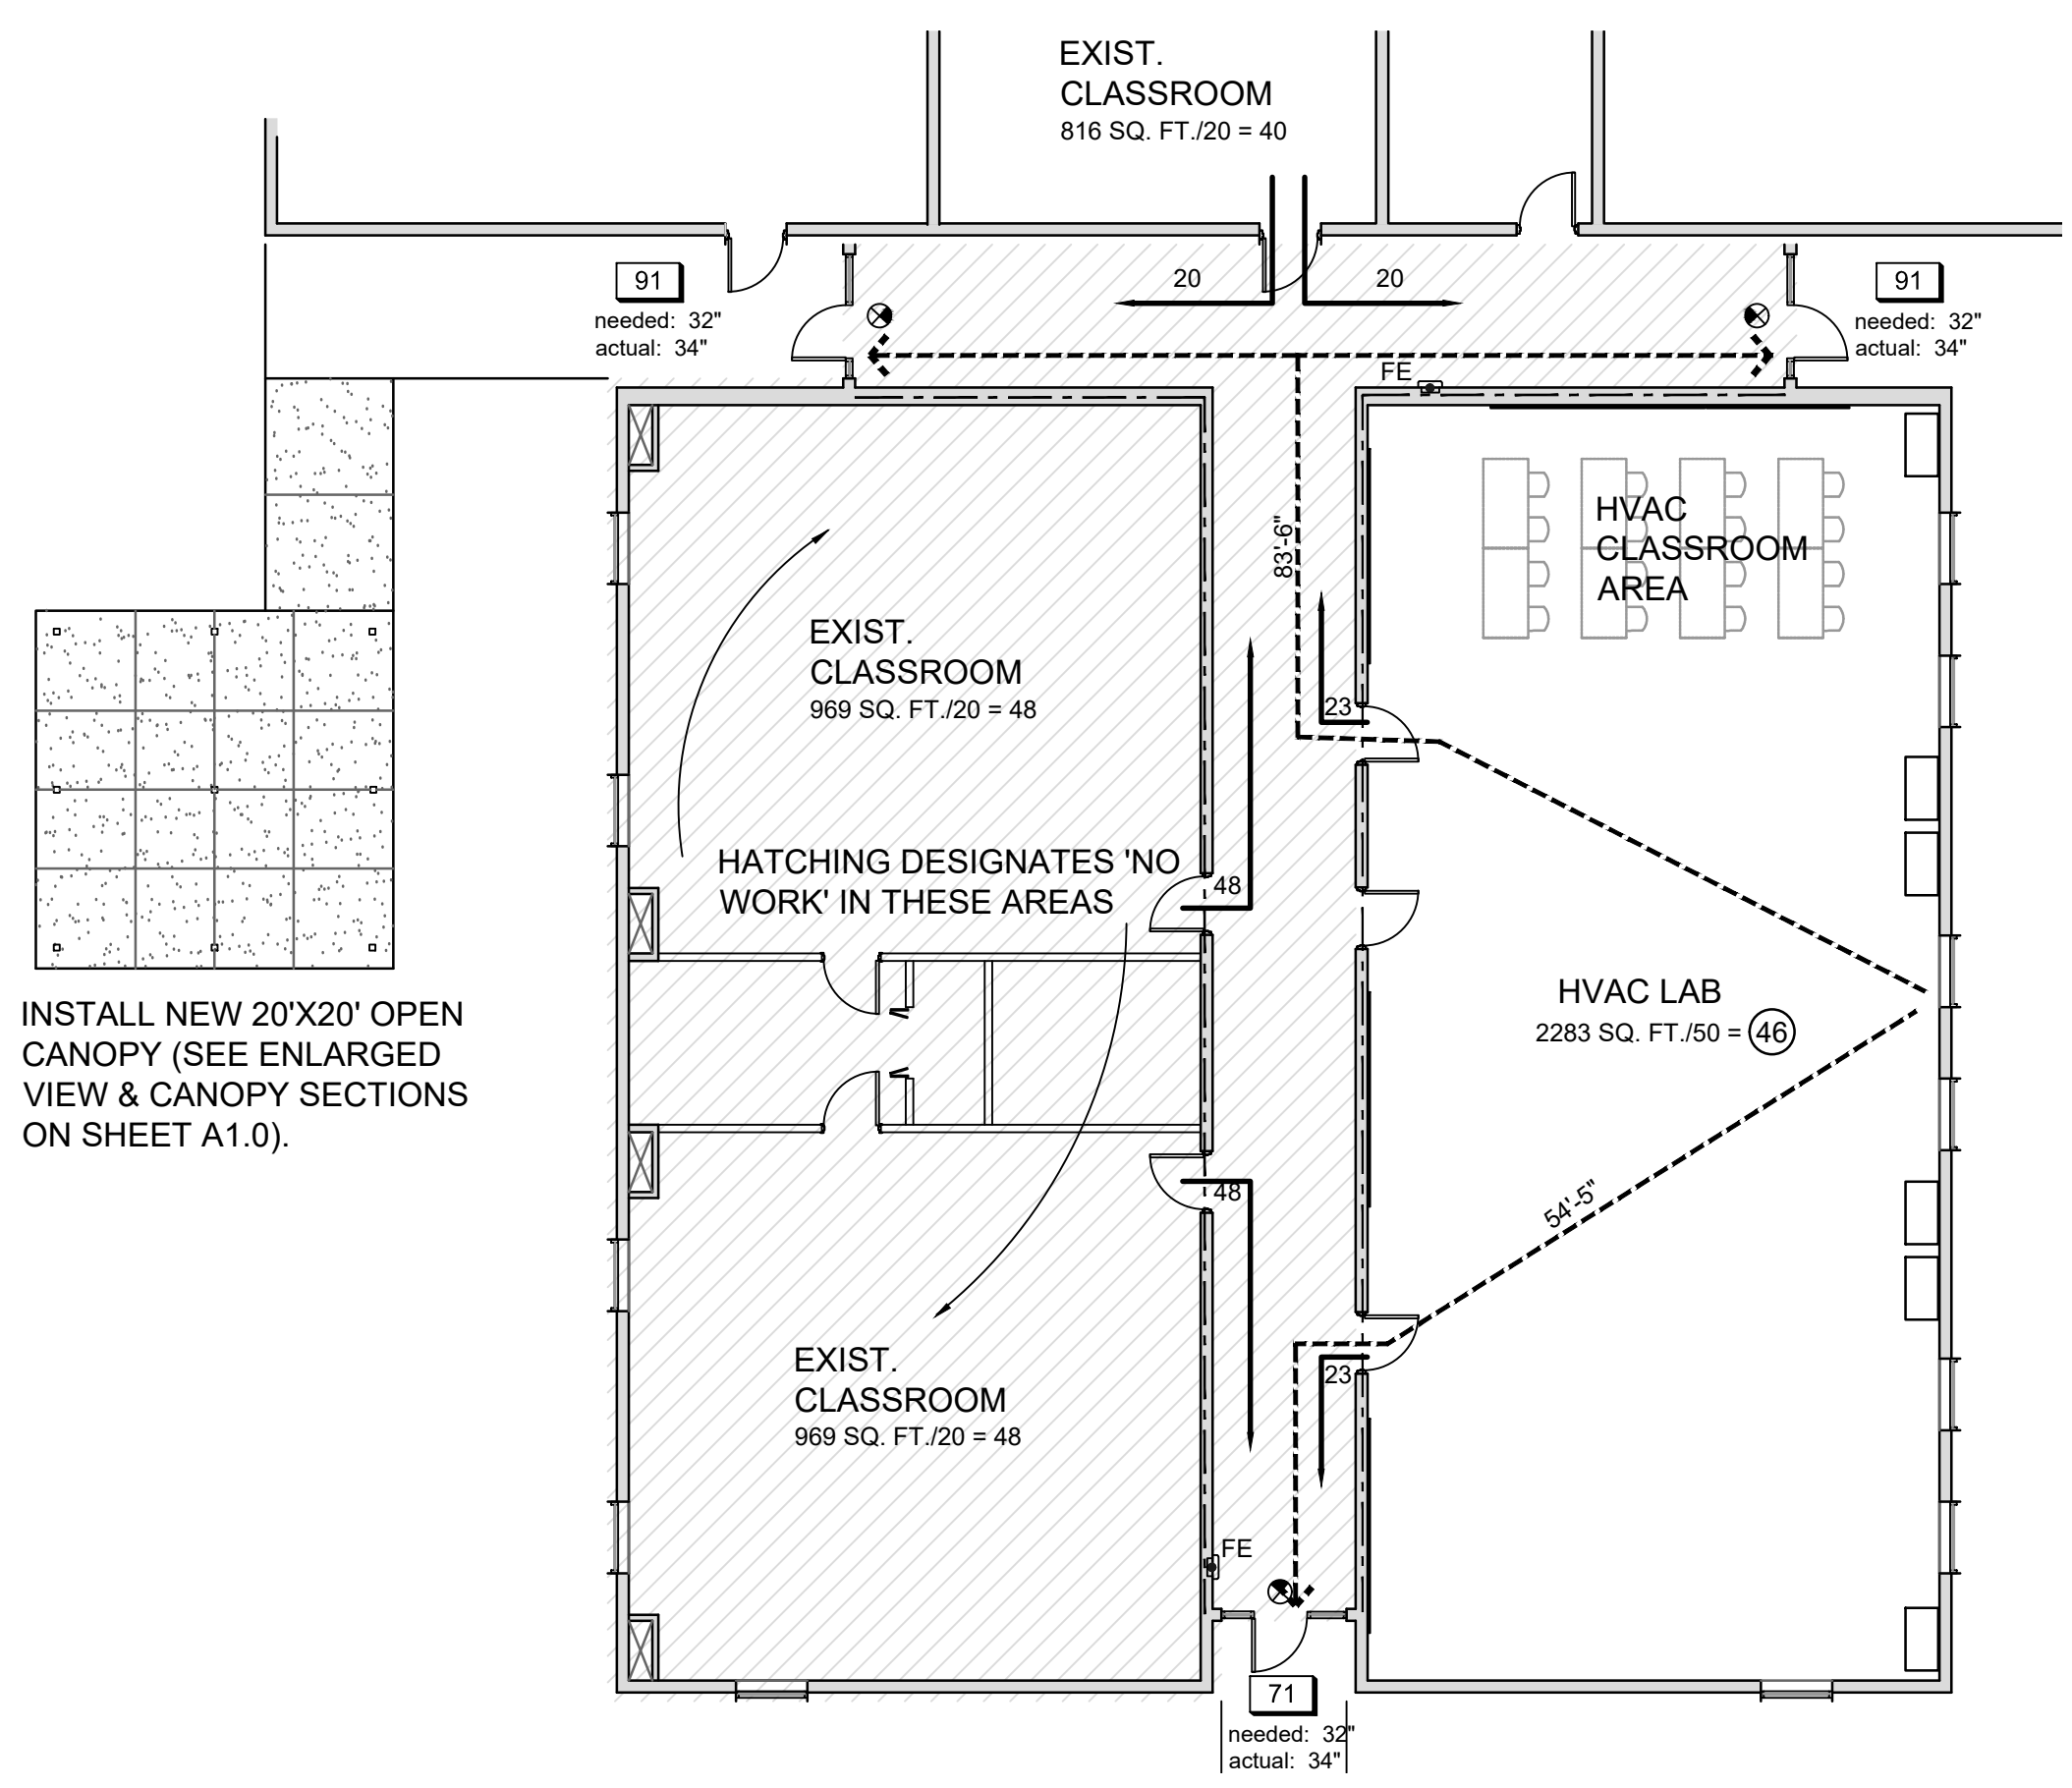 EXIST.
CLASSROOM
816 SQ. FT./20 = 40
91
needed: 32"
actual: 34"
20
20
91
needed: 32"
actual: 34"
FE
83'-6"
HVAC
CLASSROOM
AREA
EXIST.
CLASSROOM
969 SQ. FT./20 = 48
23
HATCHING DESIGNATES 'NO
WORK' IN THESE AREAS
48
HVAC LAB
2283 SQ. FT./50 = 46
INSTALL NEW 20'X20' OPEN
CANOPY (SEE ENLARGED
VIEW & CANOPY SECTIONS
ON SHEET A1.0).
48
54'-5"
EXIST.
CLASSROOM
969 SQ. FT./20 = 48
23
FE
71
needed: 32"
actual: 34"